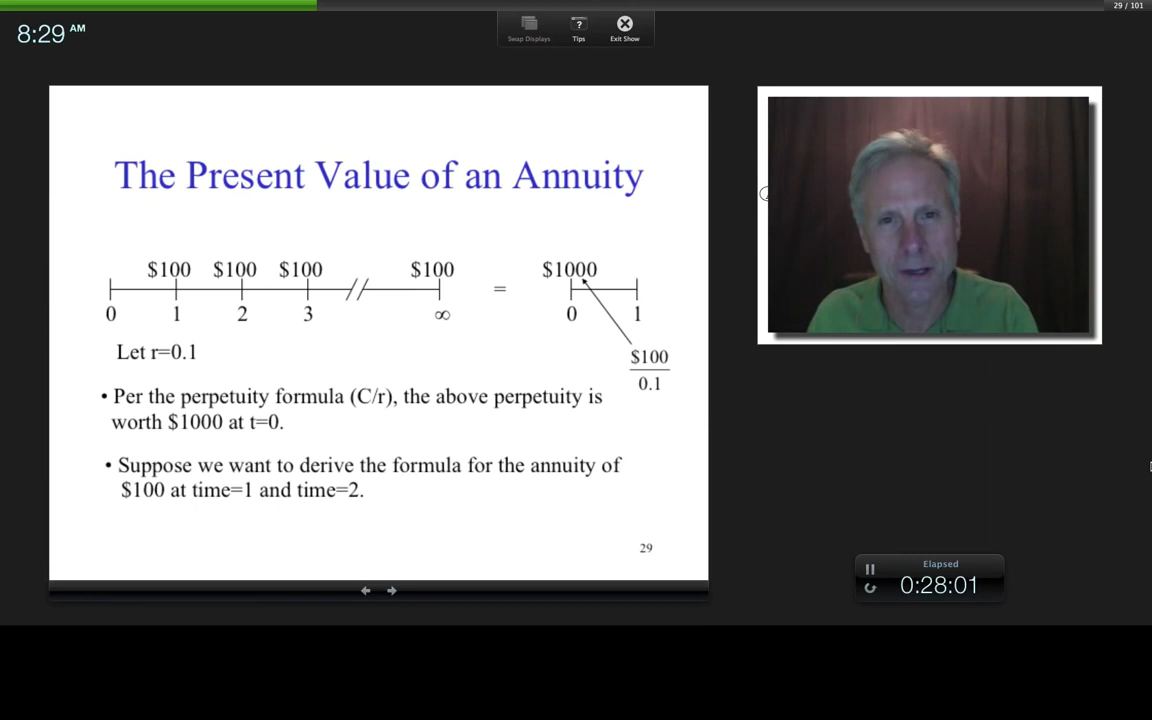 29 / 101
8:29 AM
Swap Displays Tips Exit Show
The Present Value of an Annuity
$100 $100 $100 $100 $1000
=
0 1 2 3 ∞ 0 1
Let r=0.1
$100
0.1
• Per the perpetuity formula (C/r), the above perpetuity is
worth $1000 at t=0.
• Suppose we want to derive the formula for the annuity of
$100 at time=1 and time=2.
29
Elapsed
0:28:01